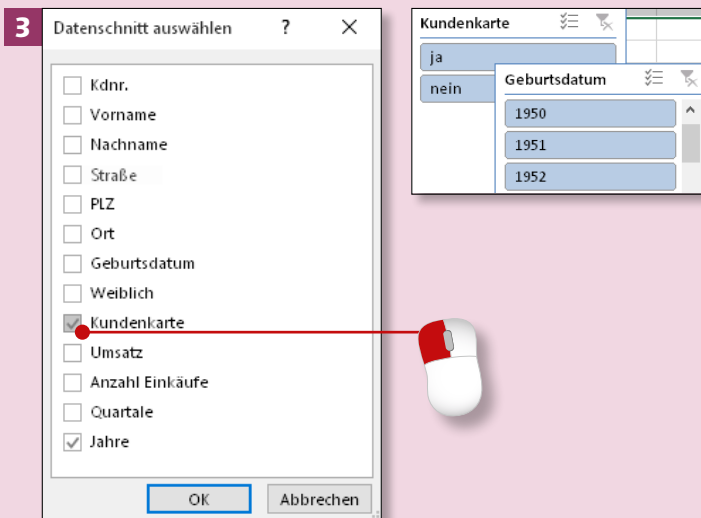 3
Datenschnitt auswählen ? ×
Kdnr.
Vorname
Nachname
Straße
PLZ
Ort
Geburtsdatum
Weiblich
Kundenkarte
Umsatz
Anzahl Einkäufe
Quartale
Jahre
OK Abbrechen
Kundenkarte
ja
nein
Geburtsdatum
1950
1951
1952